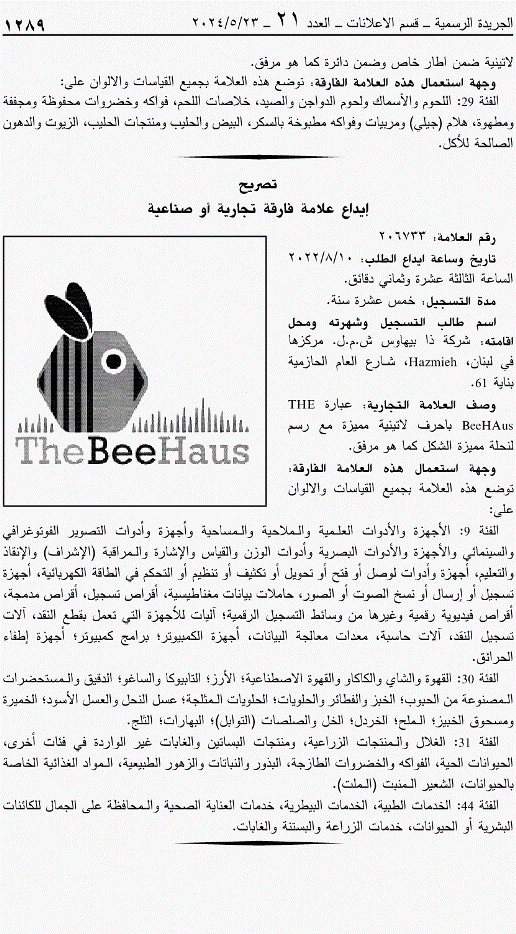 الجريدة الرسمية ــ قسم الاعلانات ــ العدد ٢١ ــ ٢٠٢٤/٥/٢٣
١٢٨٩
لاتينية ضمن اطار خاص وضمن دائرة كما هو مرفق.
وجهة استعمال هذه العلامة الفارقة: توضع هذه العلامة بجميع القياسات والالوان على:
الفئة 29: اللحوم والأسماك ولحوم الدواجن والصيد، خلاصات اللحم، فواكه وخضروات محفوظة ومجففة
ومطهوة، هلام (جيلي) ومربيات وفواكه مطبوخة بالسكر، البيض والحليب ومنتجات الحليب، الزيوت والدهون
الصالحة للأكل.
تصريح
إيداع علامة فارقة تجارية أو صناعية
رقم العلامة: ٢٠٦٧٣٣
تاريخ وساعة ايداع الطلب: ٢٠٢٢/٨/١٠
الساعة الثالثة عشرة وثماني دقائق.
مدة التسجيل: خمس عشرة سنة.
اسم طالب التسجيل وشهرته ومحل
اقامته: شركة ذا بيهاوس ش.م.ل. مركزها
في لبنان، Hazmieh، شارع العام الحازمية
بناية 61.
وصف العلامة التجارية: عبارة THE
BeeHAus باحرف لاتينية مميزة مع رسم
لنحلة مميزة الشكل كما هو مرفق.
وجهة استعمال هذه العلامة الفارقة:
توضع هذه العلامة بجميع القياسات والالوان
على:
TheBeeHaus
الفئة 9: الأجهزة والأدوات العلمية والملاحية والمساحية وأجهزة وأدوات التصوير الفوتوغرافي
والسينمائي والأجهزة والأدوات البصرية وأدوات الوزن والقياس والإشارة والمراقبة (الإشراف) والإنقاذ
والتعليم، أجهزة وأدوات لوصل أو فتح أو تحويل أو تكثيف أو تنظيم أو التحكم في الطاقة الكهربائية، أجهزة
تسجيل أو إرسال أو نسخ الصوت أو الصور، حاملات بيانات مغناطيسية، أقراص تسجيل، أقراص مدمجة،
أقراص فيديوية رقمية وغيرها من وسائط التسجيل الرقمية؛ آليات للأجهزة التي تعمل بقطع النقد، آلات
تسجيل النقد، آلات حاسبة، معدات معالجة البيانات، أجهزة الكمبيوتر؛ برامج كمبيوتر؛ أجهزة إطفاء
الحرائق.
الفئة 30: القهوة والشاي والكاكاو والقهوة الاصطناعية؛ الأرز؛ التابيوكا والساغو؛ الدقيق والمستحضرات
المصنوعة من الحبوب؛ الخبز والفطائر والحلويات؛ الحلويات المثلجة؛ عسل النحل والعسل الأسود؛ الخميرة
ومسحوق الخبيز؛ الملح؛ الخردل؛ الخل والصلصات (التوابل)؛ البهارات؛ الثلج.
الفئة 31: الغلال والمنتجات الزراعية، ومنتجات البساتين والغابات غير الواردة في فئات أخرى،
الحيوانات الحية، الفواكه والخضروات الطازجة، البذور والنباتات والزهور الطبيعية، المواد الغذائية الخاصة
بالحيوانات، الشعير المنبت (الملت).
الفئة 44: الخدمات الطبية، الخدمات البيطرية، خدمات العناية الصحية والمحافظة على الجمال للكائنات
البشرية أو الحيوانات، خدمات الزراعة والبستنة والغابات.